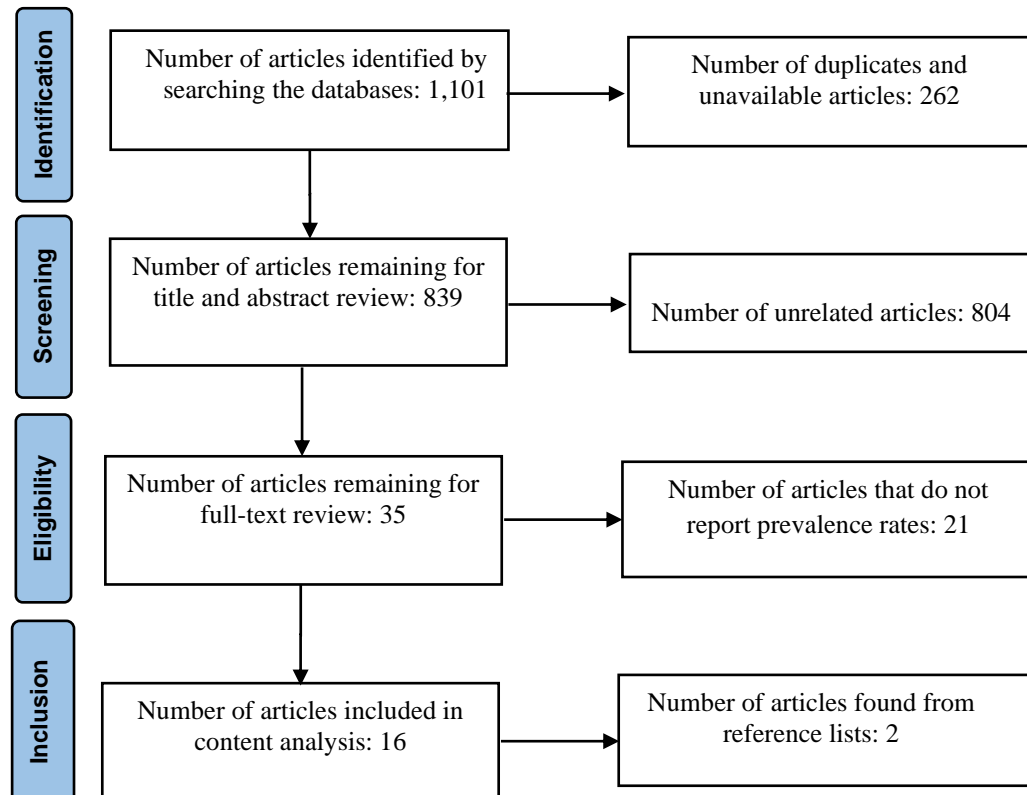 Identification
Number of articles identified by
searching the databases: 1,101
Number of duplicates and
unavailable articles: 262
Screening
Number of articles remaining for
title and abstract review: 839
Number of unrelated articles: 804
Eligibility
Number of articles remaining for
full-text review: 35
Number of articles that do not
report prevalence rates: 21
Inclusion
Number of articles included in
content analysis: 16
Number of articles found from
reference lists: 2